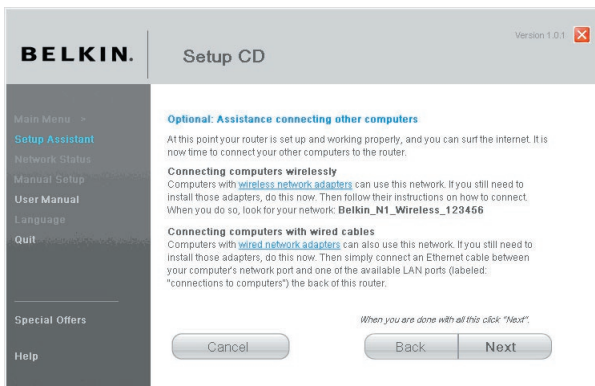 Version 1.0.1
BELKIN.
Setup CD
Main Menu >
Setup Assistant
Network Status
Manual Setup
User Manual
Language
Quit
Special Offers
Help
Optional: Assistance connecting other computers
At this point your router is set up and working properly, and you can surf the internet. It is
now time to connect your other computers to the router.
Connecting computers wirelessly
Computers with wireless network adapters can use this network. If you still need to
install those adapters, do this now. Then follow their instructions on how to connect.
When you do so, look for your network: Belkin_N1_Wireless_123456
Connecting computers with wired cables
Computers with wired network adapters can also use this network. If you still need to
install those adapters, do this now. Then simply connect an Ethernet cable between
your computer's network port and one of the available LAN ports (labeled:
"connections to computers") the back of this router.
When you are done with all this click "Next".
Cancel
Back
Next